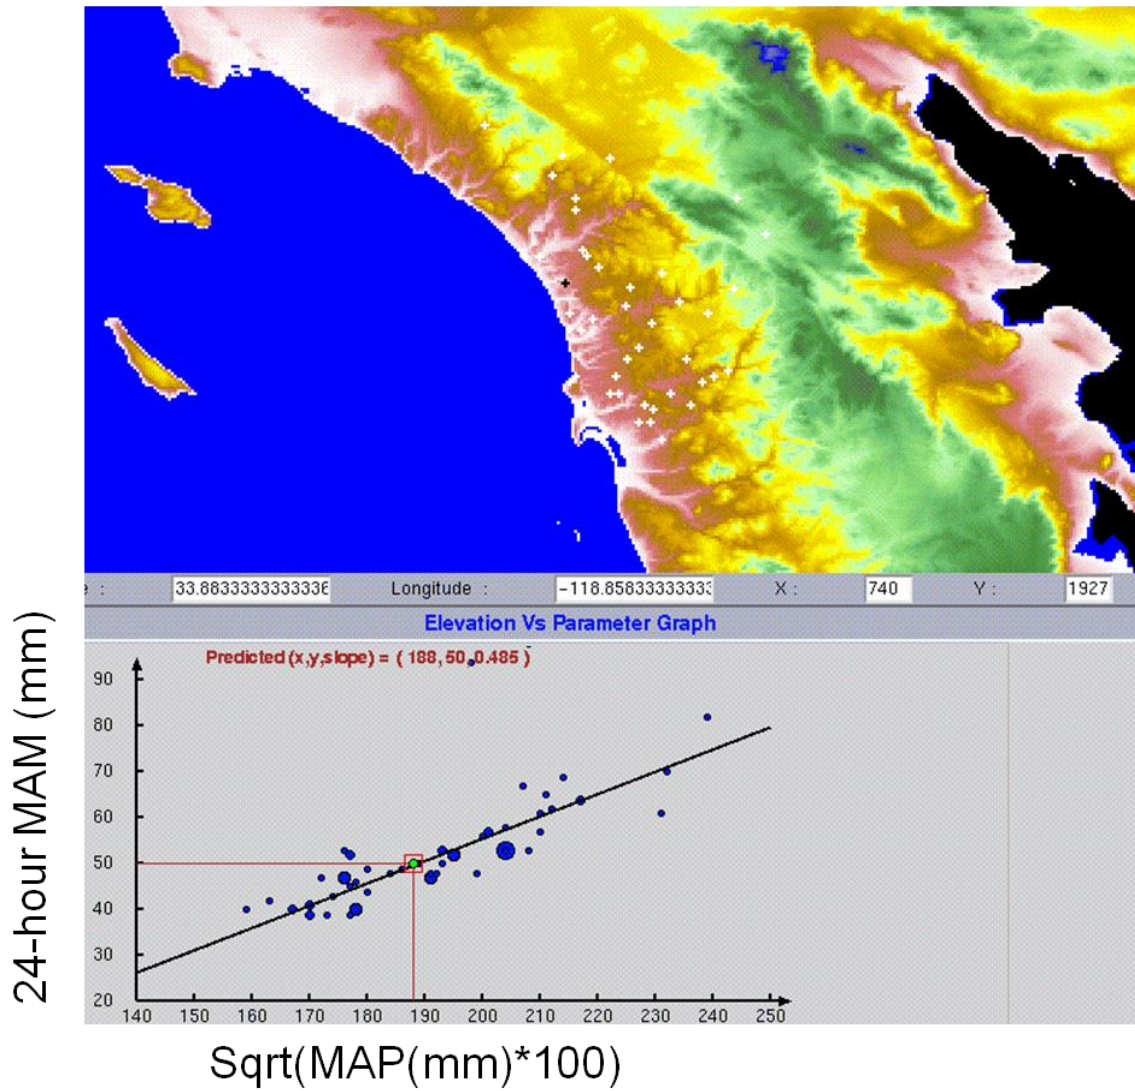 e : 33.88333333333336 Longitude : -118.8583333333333 X : 740 Y : 1927
Elevation Vs Parameter Graph
Predicted (x,y,slope) = ( 188, 50, 0.485 )
24-hour MAM (mm)
90
80
70
60
50
40
30
20
140 150 160 170 180 190 200 210 220 230 240 250
Sqrt(MAP(mm)*100)